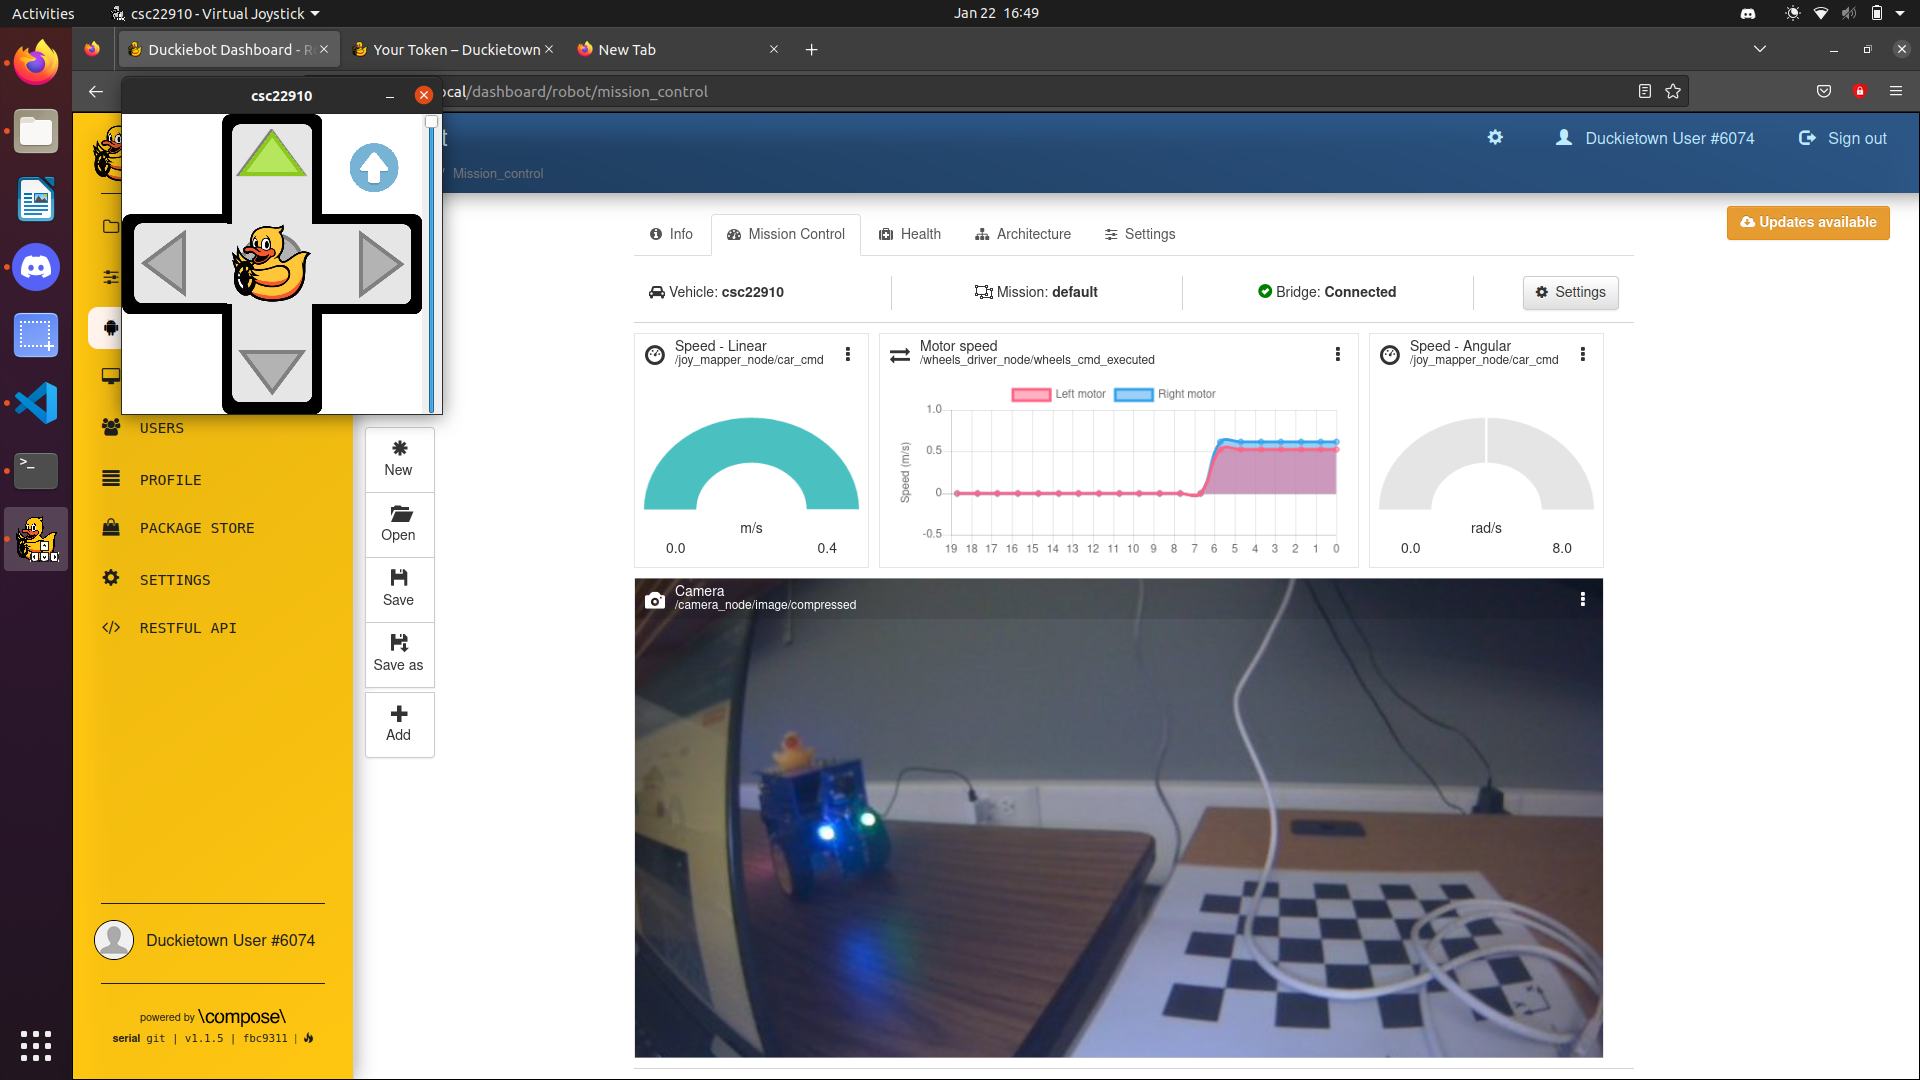 Activities
csc22910 - Virtual Joystick
Jan 22 16:49
Duckiebot Dashboard - R
Your Token – Duckietown
New Tab
csc22910
ocal/dashboard/robot/mission_control
t
Duckietown User #6074
Sign out
/ Mission_control
Updates available
Info
Mission Control
Health
Architecture
Settings
Vehicle: csc22910
Mission: default
Bridge: Connected
Settings
Speed - Linear
/joy_mapper_node/car_cmd
m/s
0.0
0.4
Motor speed
/wheels_driver_node/wheels_cmd_executed
Left motor
Right motor
Speed (m/s)
1.0
0.5
0
-0.5
19 18 17 16 15 14 13 12 11 10 9 8 7 6 5 4 3 2 1 0
Speed - Angular
/joy_mapper_node/car_cmd
rad/s
0.0
8.0
Camera
/camera_node/image/compressed
USERS
PROFILE
PACKAGE STORE
SETTINGS
RESTFUL API
New
Open
Save
Save as
Add
Duckietown User #6074
powered by \compose\
serial git | v1.1.5 | fbc9311 |